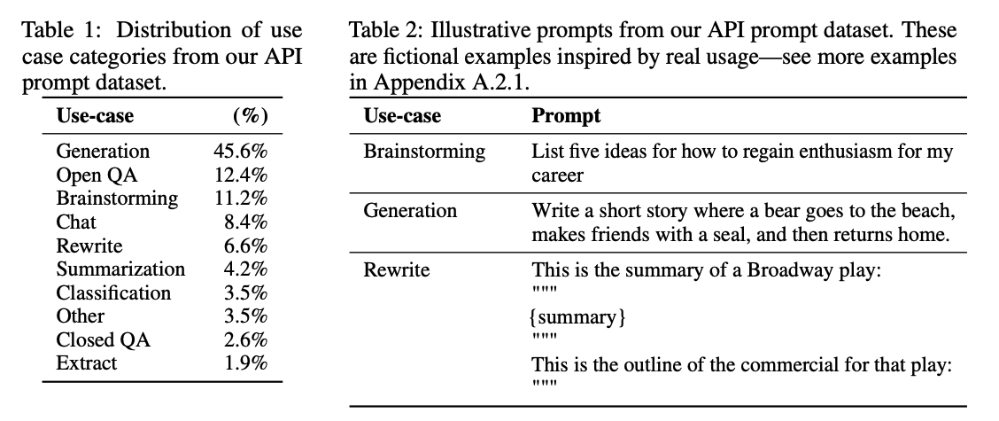 Table 1: Distribution of use
case categories from our API
prompt dataset.
Use-case (%)
Generation 45.6%
Open QA 12.4%
Brainstorming 11.2%
Chat 8.4%
Rewrite 6.6%
Summarization 4.2%
Classification 3.5%
Other 3.5%
Closed QA 2.6%
Extract 1.9%
Table 2: Illustrative prompts from our API prompt dataset. These
are fictional examples inspired by real usage—see more examples
in Appendix A.2.1.
Use-case Prompt
Brainstorming List five ideas for how to regain enthusiasm for my
career
Generation Write a short story where a bear goes to the beach,
makes friends with a seal, and then returns home.
Rewrite This is the summary of a Broadway play:
"""
{summary}
"""
This is the outline of the commercial for that play:
"""